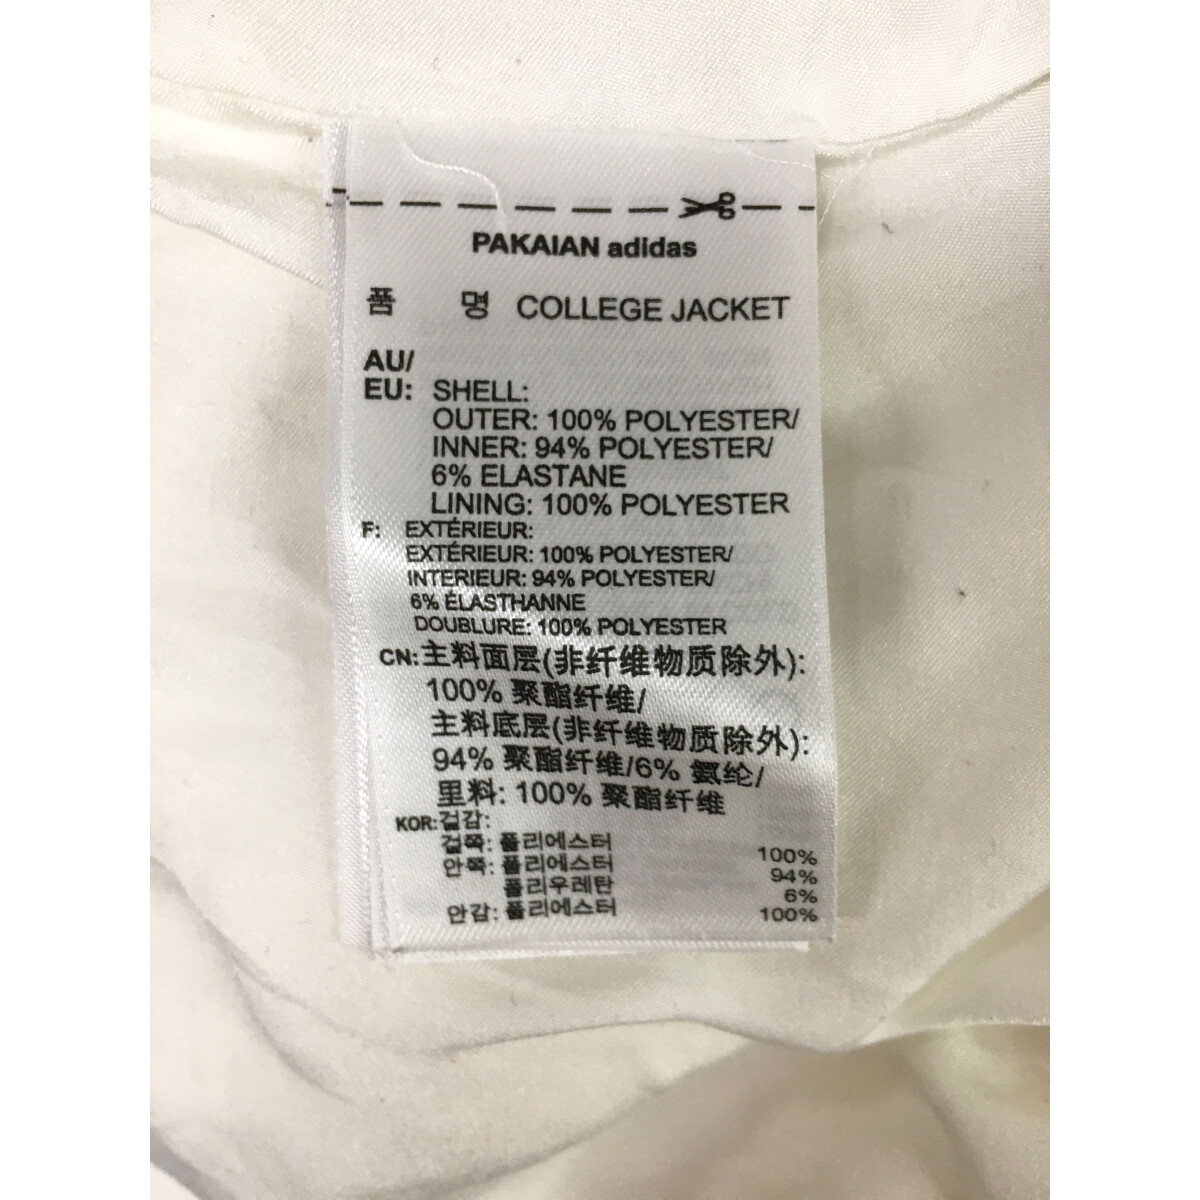 PAKAIAN adidas
품 명 COLLEGE JACKET
AU/
EU: SHELL:
OUTER: 100% POLYESTER/
INNER: 94% POLYESTER/
6% ELASTANE
LINING: 100% POLYESTER
F: EXTÉRIEUR:
EXTÉRIEUR: 100% POLYESTER/
INTERIEUR: 94% POLYESTER/
6% ÉLASTHANNE
DOUBLURE: 100% POLYESTER
CN:主料面层(非纤维物质除外):
100% 聚酯纤维/
主料底层(非纤维物质除外):
94% 聚酯纤维/6% 氨纶/
里料: 100% 聚酯纤维
KOR:겉감:
겉쪽: 폴리에스터 100%
안쪽: 폴리에스터 94%
폴리우레탄 6%
안감: 폴리에스터 100%